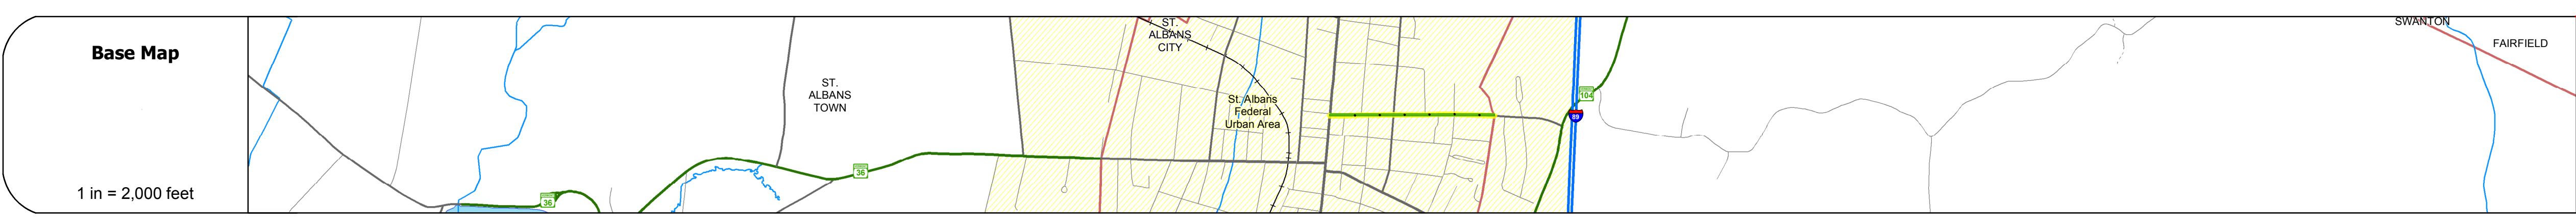 Base Map
1 in = 2,000 feet
ST.
ALBANS
TOWN
36
36
ST.
ALBANS
CITY
St. Albans
Federal
Urban Area
104
89
SWANTON
FAIRFIELD